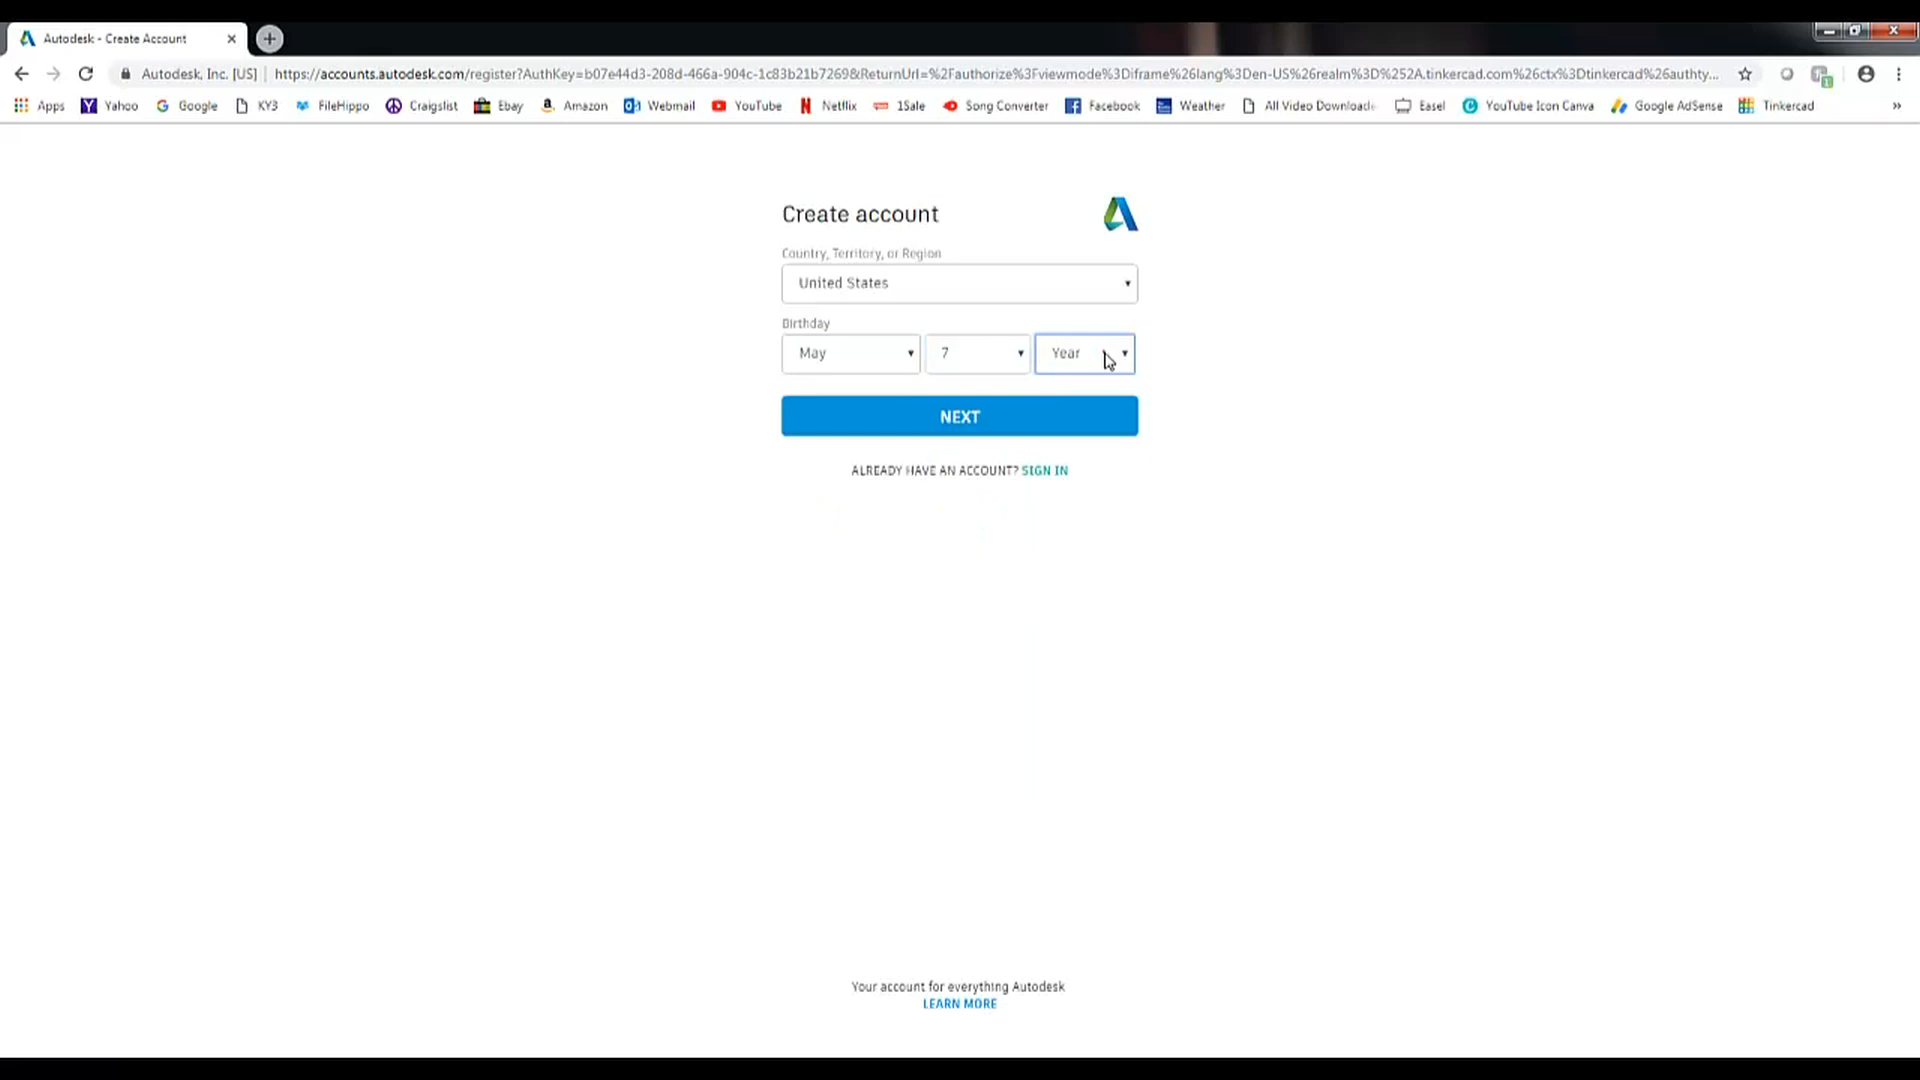 Autodesk - Create Account
Autodesk, Inc. [US] | https://accounts.autodesk.com/register?AuthKey=b07e44d3-208d-466a-904c-1c83b21b7269&ReturnUrl=%2Fauthorize%3Fviewmode%3Diframe%26lang%3Den-US%26realm%3D%252A.tinkercad.com%26ctx%3Dtinkercad%26authty...
Apps Yahoo Google KY3 FileHippo Craigslist Ebay Amazon Webmail YouTube Netflix 1Sale Song Converter Facebook Weather All Video Download Easel YouTube Icon Canva Google AdSense Tinkercad »
Create account
Country, Territory, or Region
United States
Birthday
May 7 Year
NEXT
ALREADY HAVE AN ACCOUNT? SIGN IN
Your account for everything Autodesk
LEARN MORE